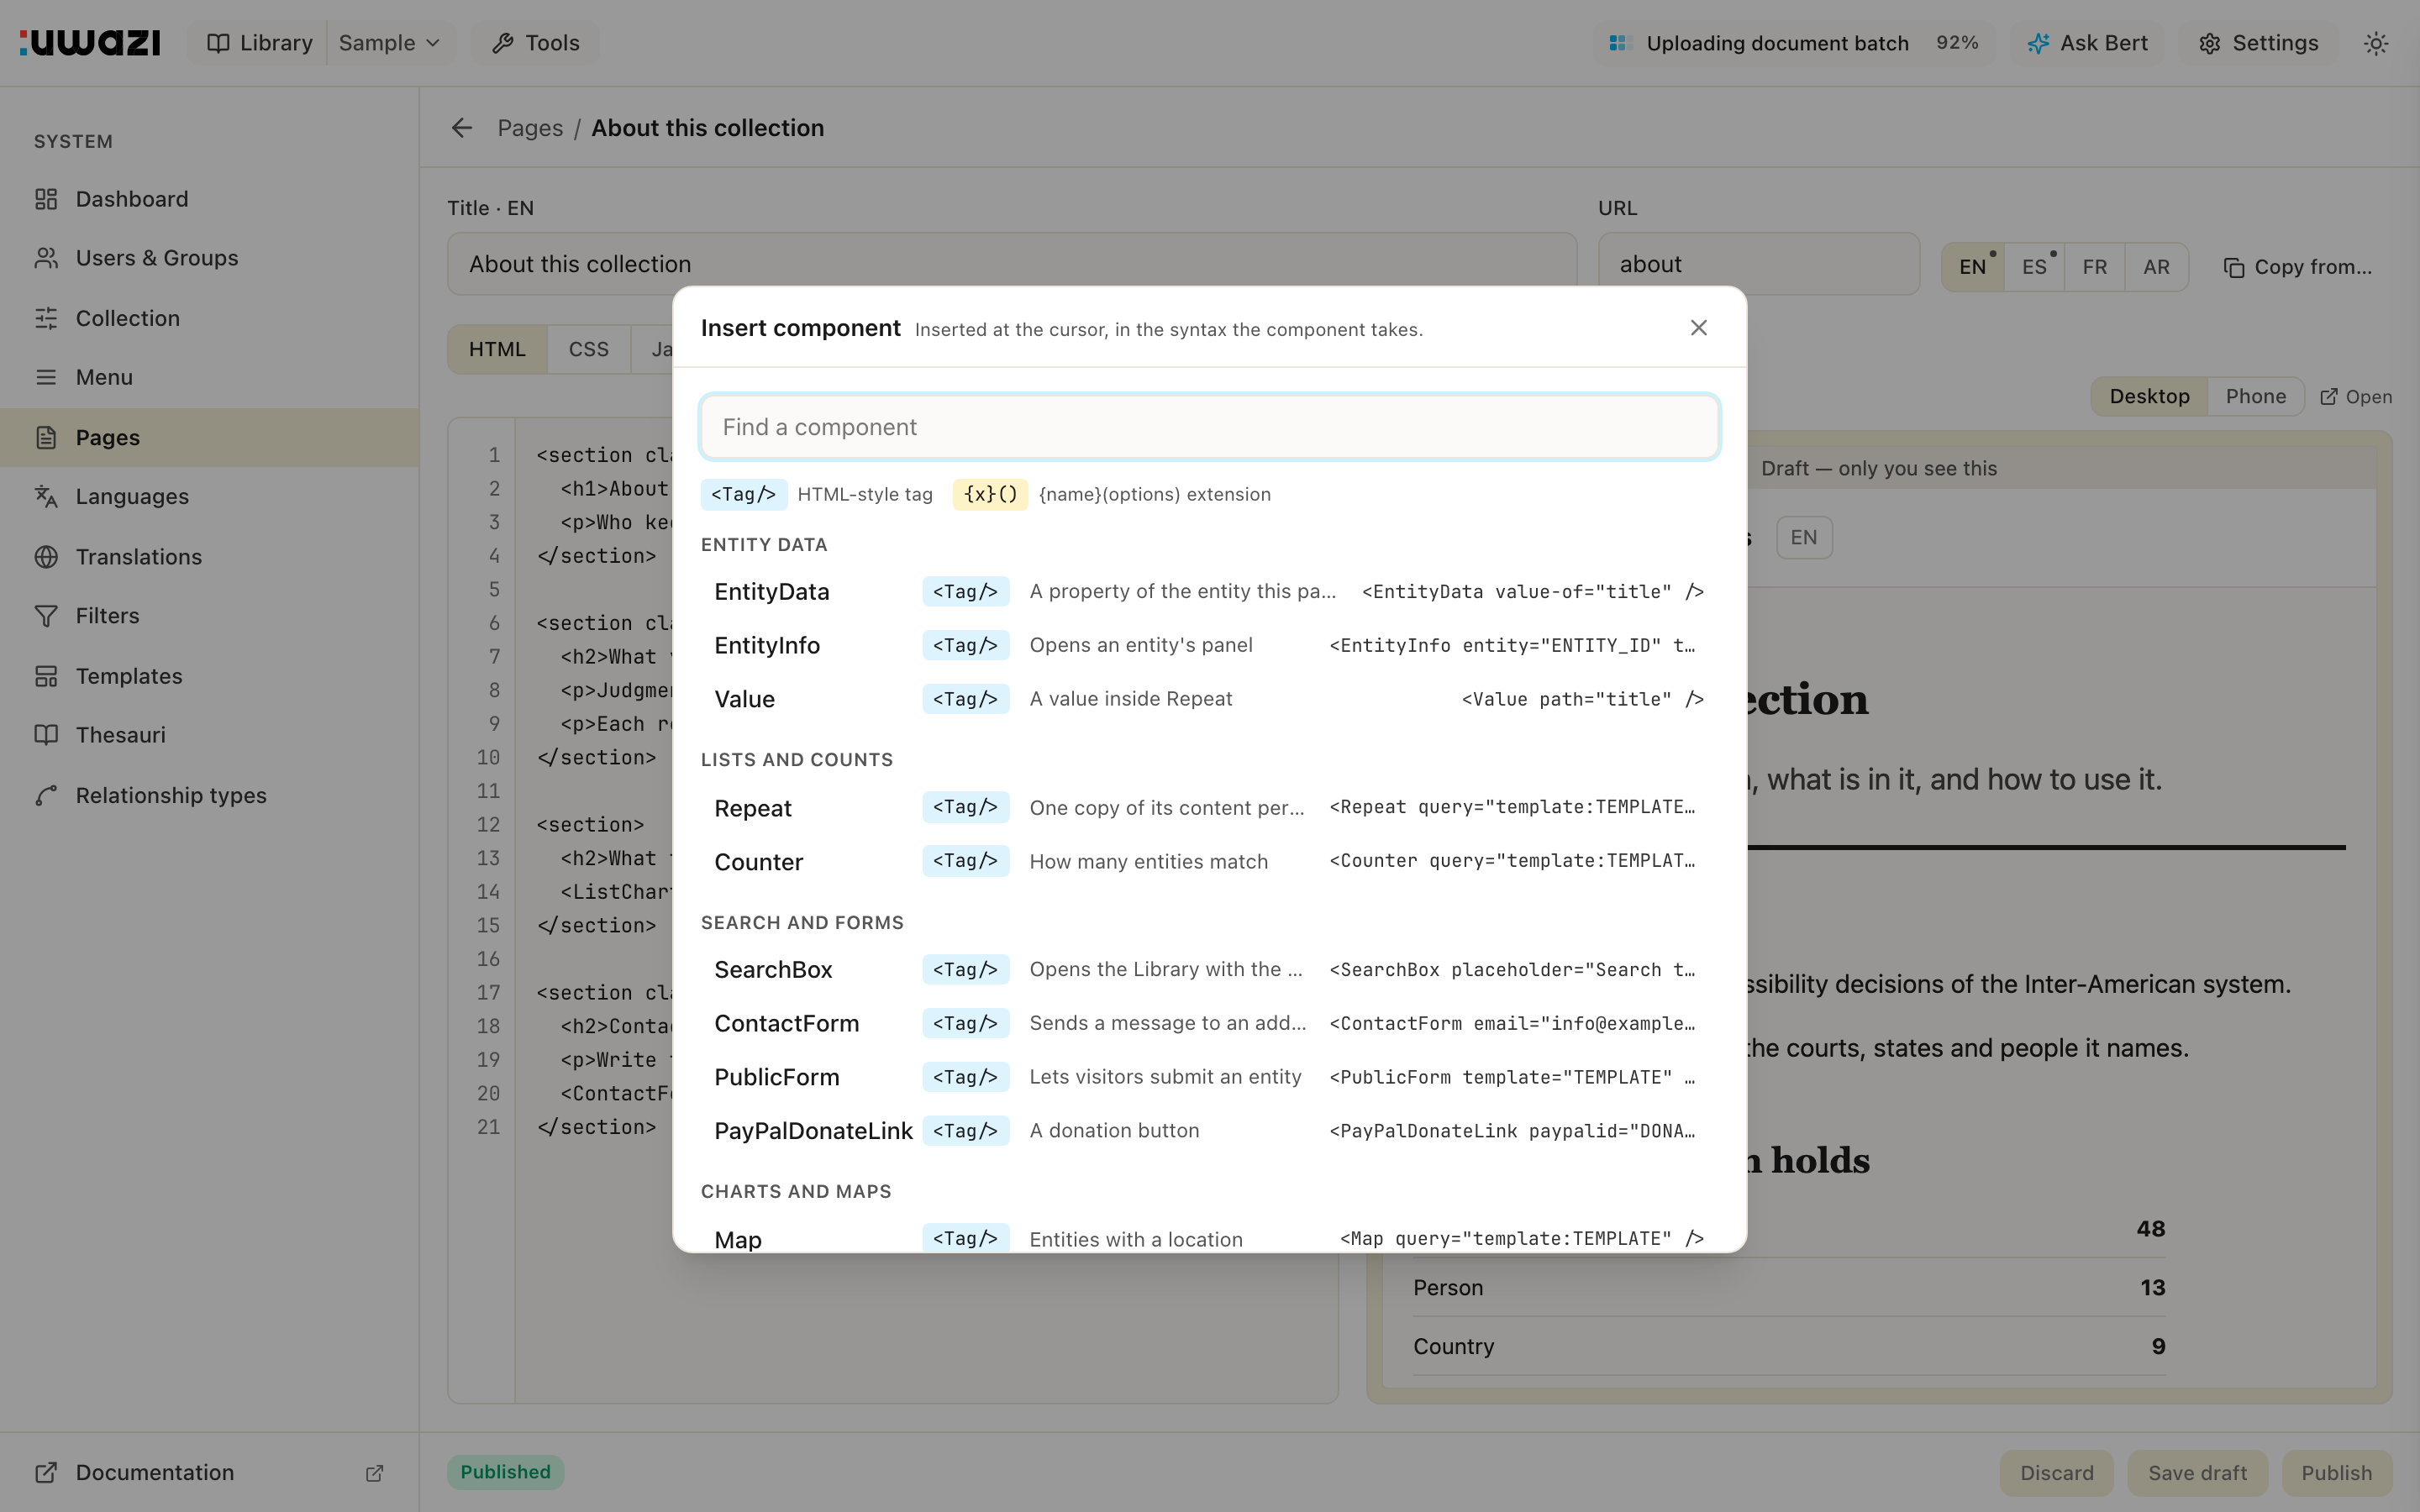 uwazi
Library
Sample
Tools
Uploading document batch 92%
Ask Bert
Settings
SYSTEM
Dashboard
Users & Groups
Collection
Menu
Pages
Languages
Translations
Filters
Templates
Thesauri
Relationship types
Documentation
Pages / About this collection
Title · EN
About this collection
URL
about
EN
ES
FR
AR
Copy from...
HTML
CSS
Desktop
Phone
Open
1 <section
2 <h1>About
3 <p>Who
4 </section>
5
6 <section
7 <h2>What
8
9 <p>Each
10 </section>
11
12 <section>
13 <h2>What
14
15 </section>
16
17 <section
18
19 <p>Write
20
21 </section>
Insert component Inserted at the cursor, in the syntax the component takes.
Find a component
<Tag/> HTML-style tag {x}() {name}(options) extension
ENTITY DATA
EntityData <Tag/> A property of the entity this pa… <EntityData value-of="title" />
EntityInfo <Tag/> Opens an entity's panel <EntityInfo entity="ENTITY_ID" t…
Value <Tag/> A value inside Repeat <Value path="title" />
LISTS AND COUNTS
Repeat <Tag/> One copy of its content per… <Repeat query="template:TEMPLATE…
Counter <Tag/> How many entities match <Counter query="template:TEMPLAT…
SEARCH AND FORMS
SearchBox <Tag/> Opens the Library with the … <SearchBox placeholder="Search t…
ContactForm <Tag/> Sends a message to an add… <ContactForm email="info@example…
PublicForm <Tag/> Lets visitors submit an entity <PublicForm template="TEMPLATE" …
PayPalDonateLink <Tag/> A donation button <PayPalDonateLink paypalid="DONA…
CHARTS AND MAPS
Map <Tag/> Entities with a location <Map query="template:TEMPLATE" />
Draft — only you see this
EN
what is in it, and how to use it.
decisions of the Inter-American system.
the courts, states and people it names.
holds
48
Person 13
Country 9
Published
Discard
Save draft
Publish